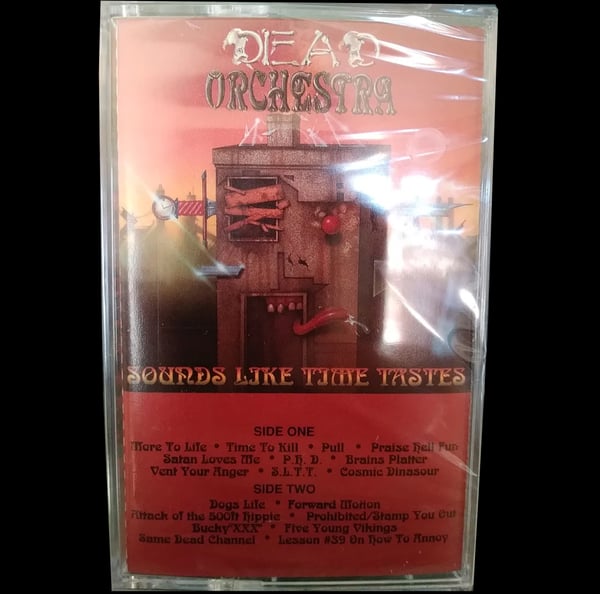 DEAD
ORCHESTRA
SOUNDS LIKE TIME TASTES
SIDE ONE
More To Life • Time To Kill • Pull • Praise Hell Fun
Satan Loves Me • P.H. D. • Brains Platter
Vent Your Anger • S.L.T.T. • Cosmic Dinasour
SIDE TWO
Dogs Life • Forward Motion
Attack of the 500ft Hippie • Prohibited/Stamp You Out
Bucky"XXX" • Five Young Vikings
Same Dead Channel • Lesson #39 On How To Annoy